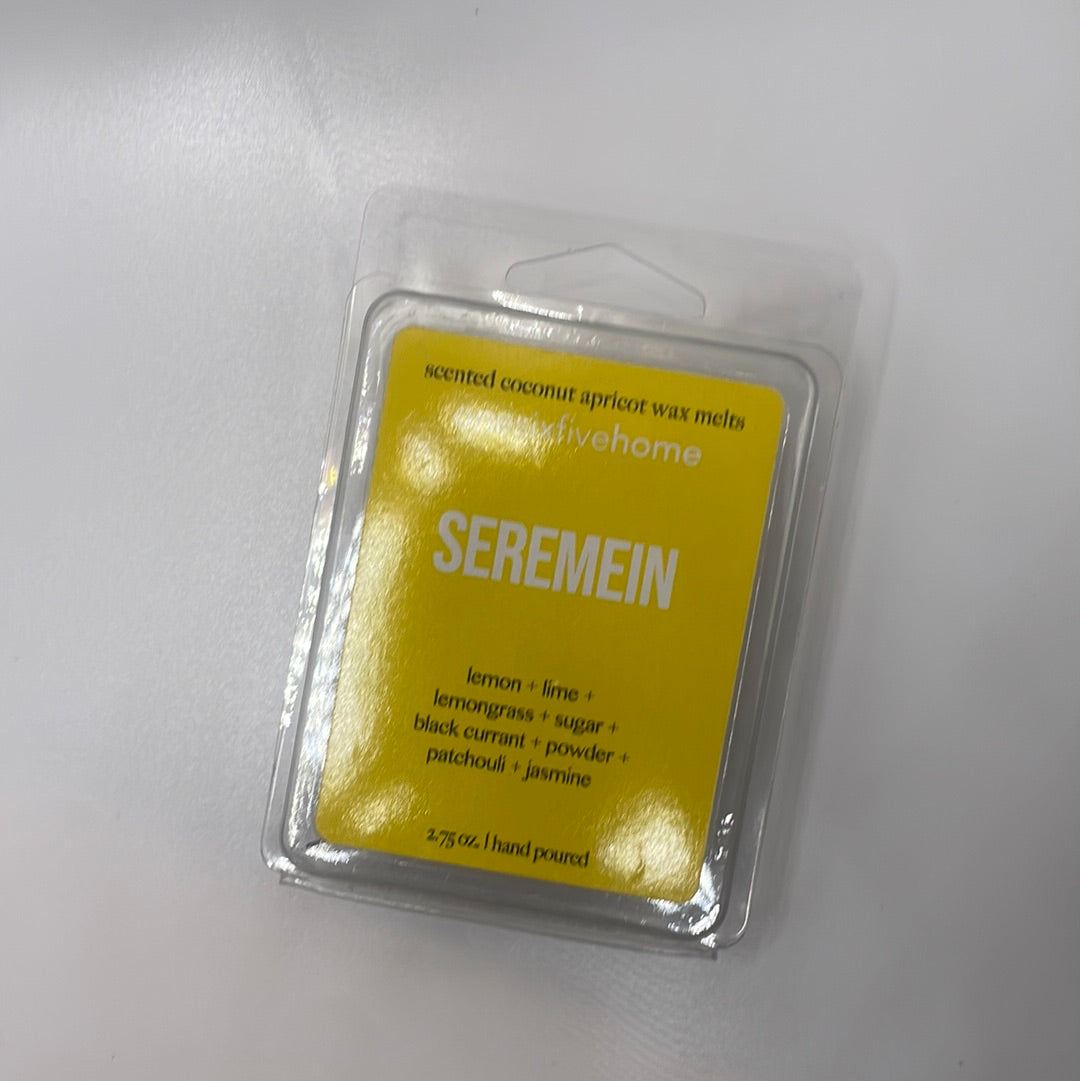 scented coconut apricot wax melts
SEREMEIN
lemon + lime +
lemongrass + sugar +
black currant + powder +
patchouli + jasmine
2.75 oz. | hand poured